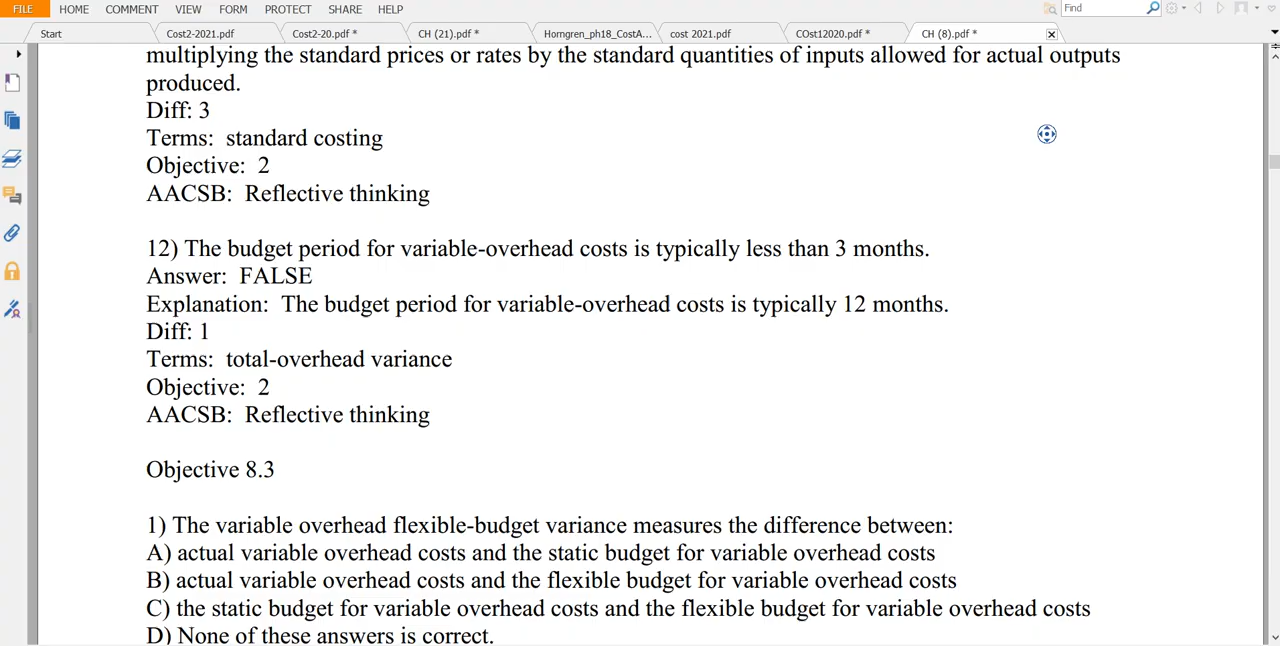 FILE HOME COMMENT VIEW FORM PROTECT SHARE HELP Find
Start Cost2-2021.pdf Cost2-20.pdf * CH (21).pdf * Horngren_ph18_CostA... cost 2021.pdf COst12020.pdf * CH (8).pdf *
multiplying the standard prices or rates by the standard quantities of inputs allowed for actual outputs
produced.
Diff: 3
Terms: standard costing
Objective: 2
AACSB: Reflective thinking
12) The budget period for variable-overhead costs is typically less than 3 months.
Answer: FALSE
Explanation: The budget period for variable-overhead costs is typically 12 months.
Diff: 1
Terms: total-overhead variance
Objective: 2
AACSB: Reflective thinking
Objective 8.3
1) The variable overhead flexible-budget variance measures the difference between:
A) actual variable overhead costs and the static budget for variable overhead costs
B) actual variable overhead costs and the flexible budget for variable overhead costs
C) the static budget for variable overhead costs and the flexible budget for variable overhead costs
D) None of these answers is correct.